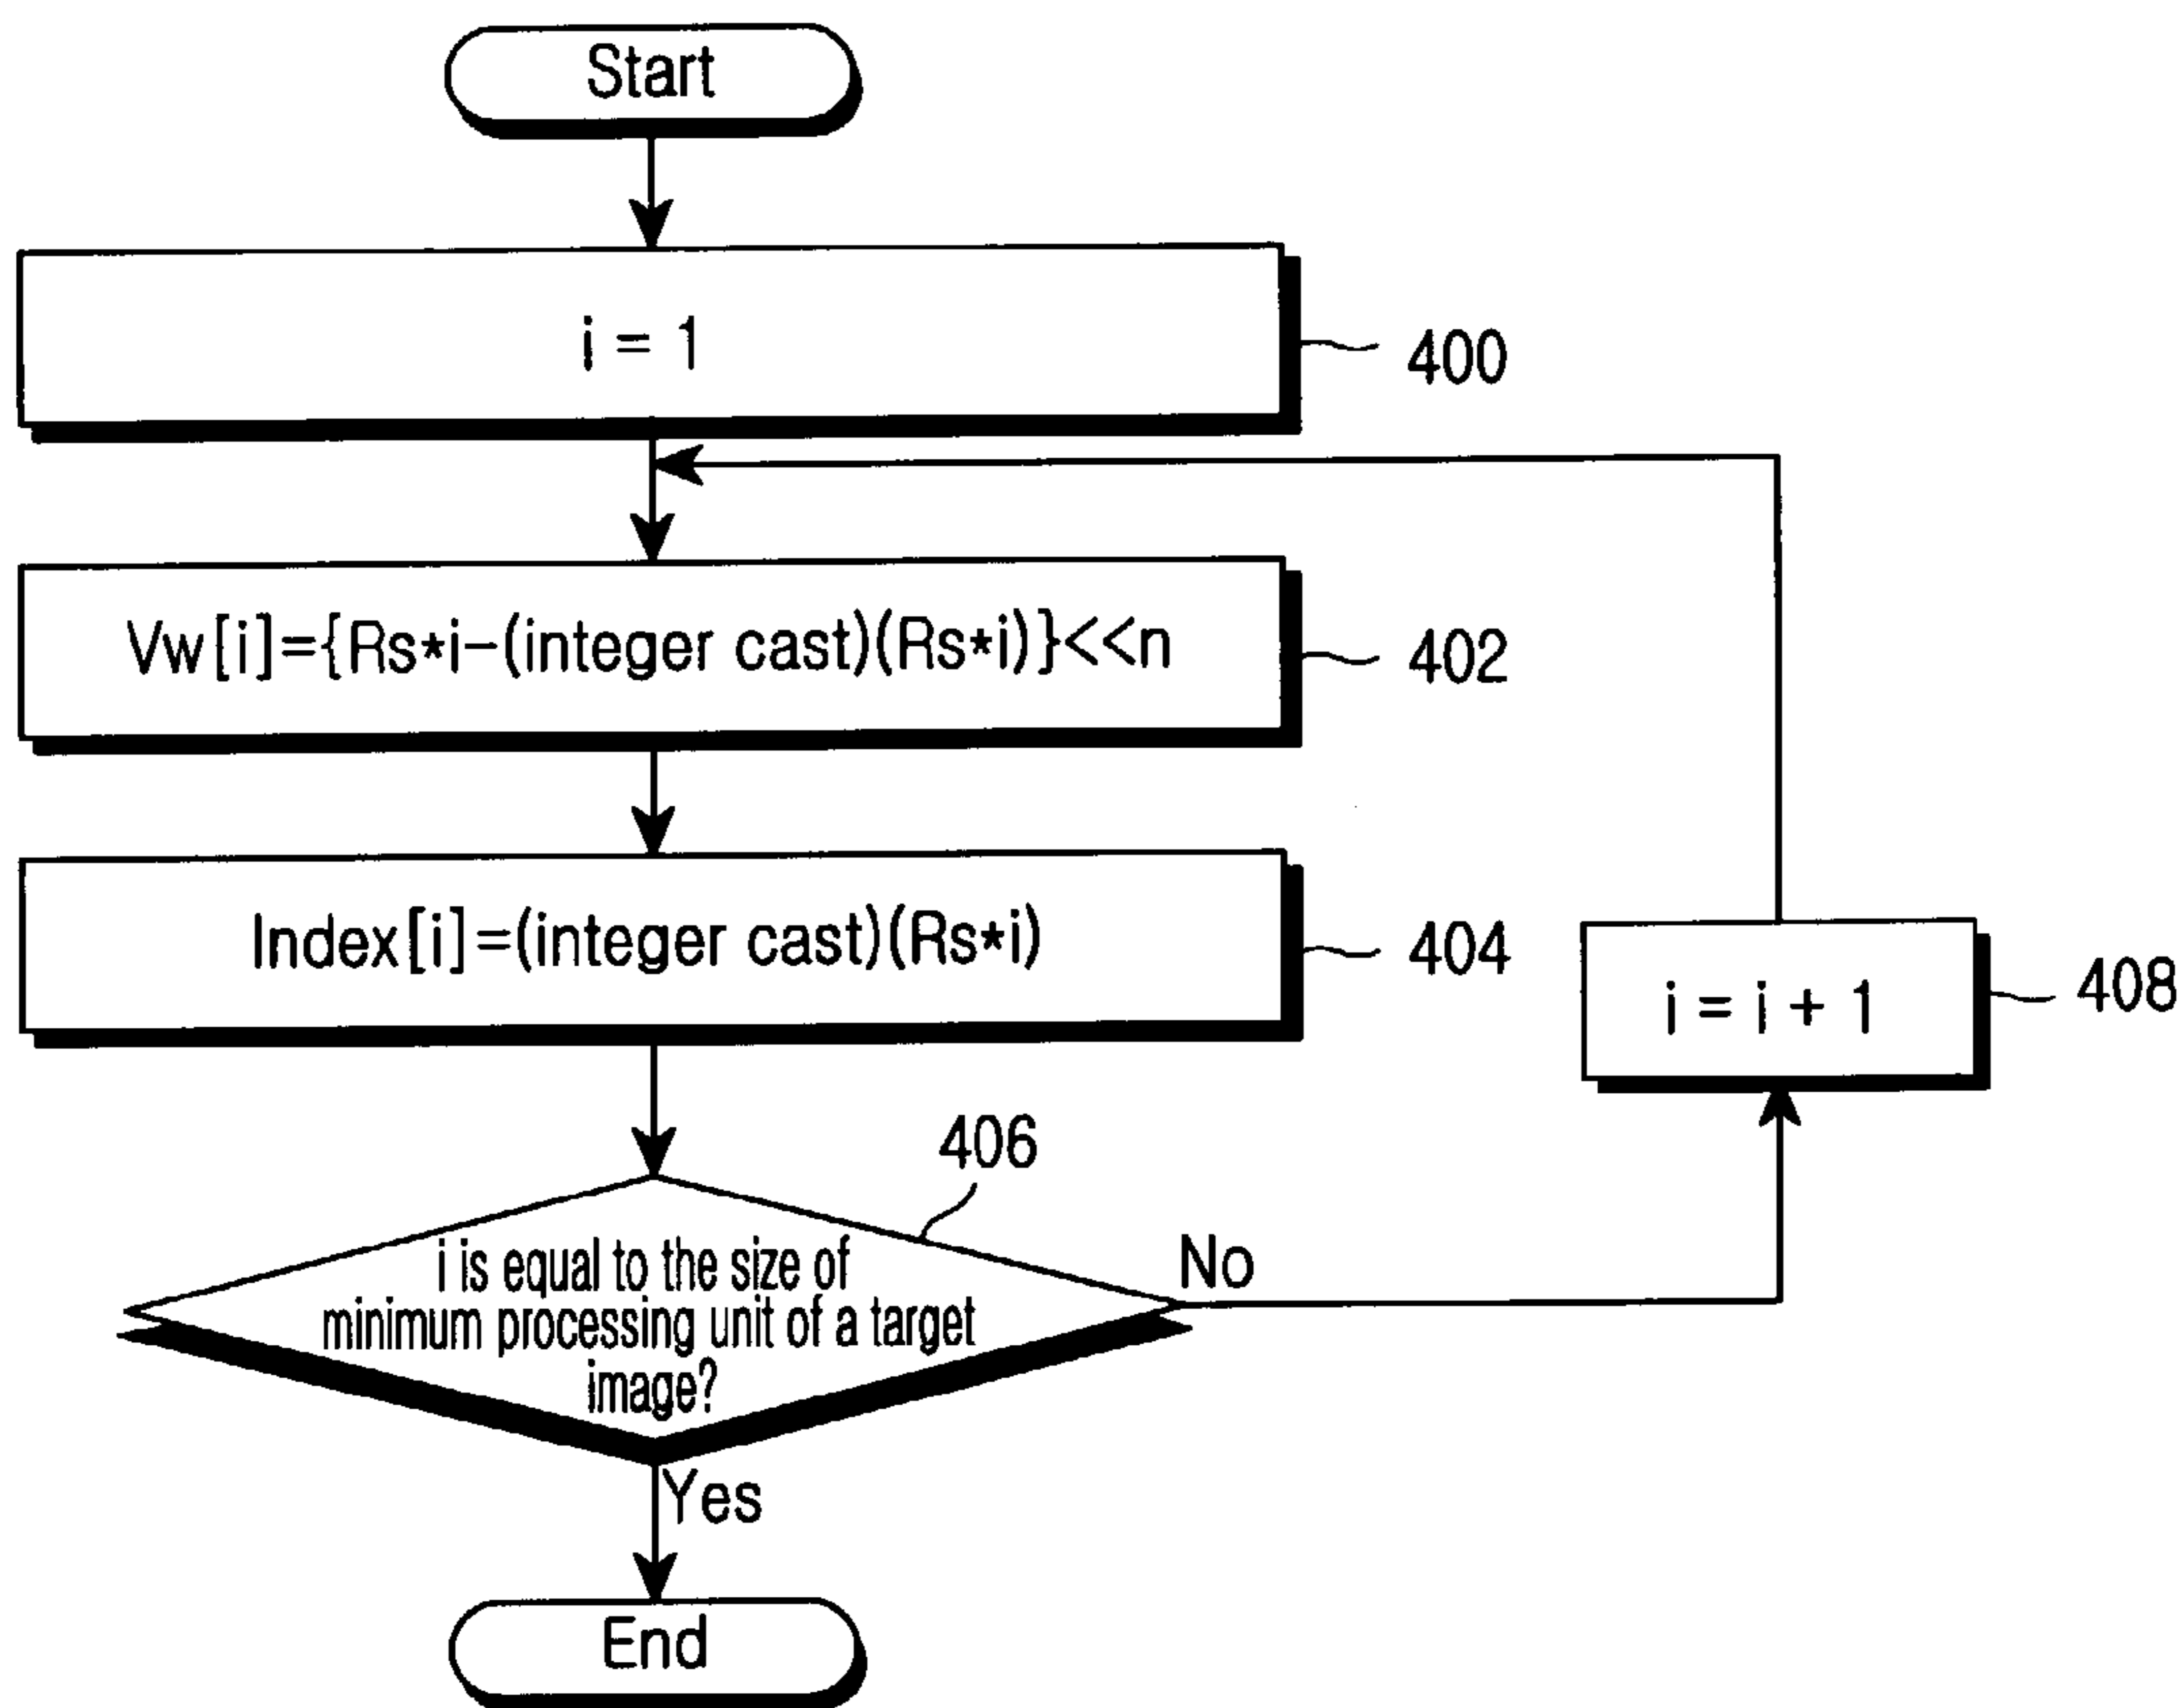 Start
i = 1
400
Vw[i]={Rs*i-(integer cast)(Rs*i)}<<n
402
Index[i]=(integer cast)(Rs*i)
404
i = i + 1
408
406
i is equal to the size of
minimum processing unit of a target
image?
No
Yes
End